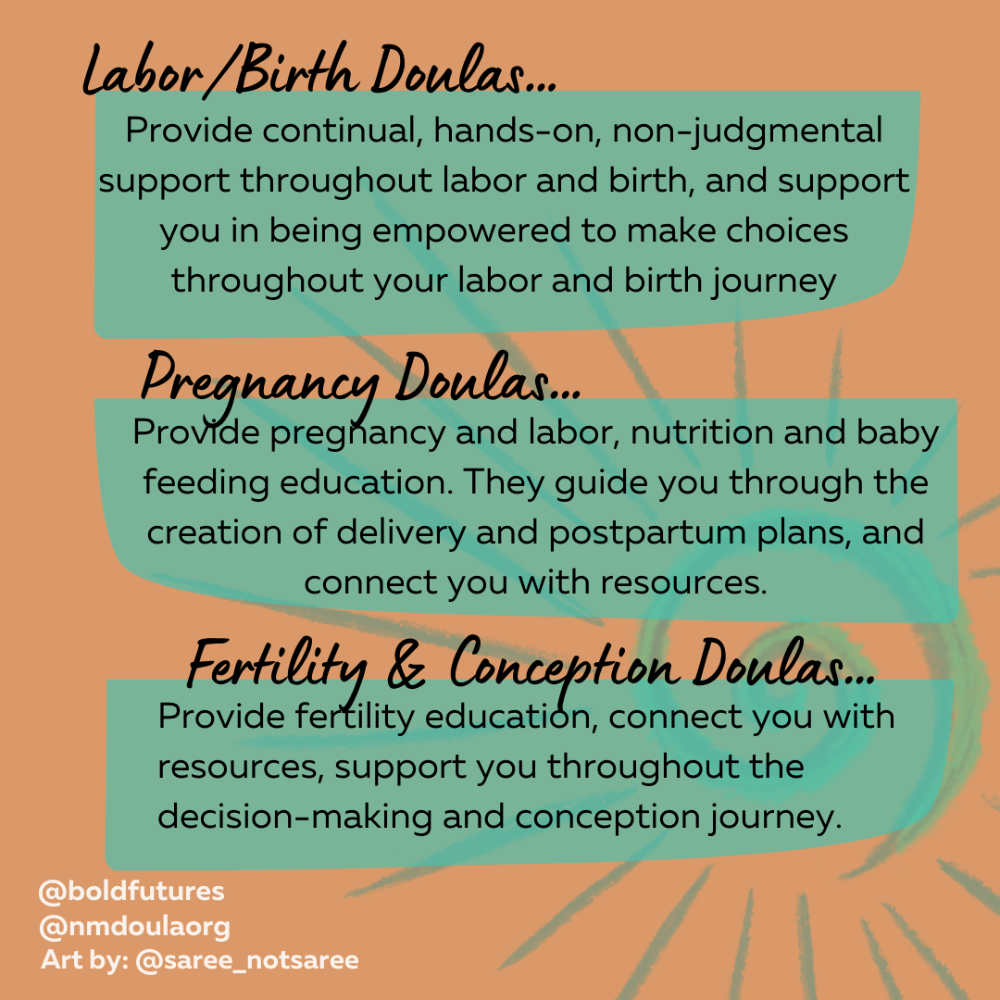 Labor/Birth Doulas...
Provide continual, hands-on, non-judgmental
support throughout labor and birth, and support
you in being empowered to make choices
throughout your labor and birth journey
Pregnancy Doulas...
Provide pregnancy and labor, nutrition and baby
feeding education. They guide you through the
creation of delivery and postpartum plans, and
connect you with resources.
Fertility & Conception Doulas...
Provide fertility education, connect you with
resources, support you throughout the
decision-making and conception journey.
@boldfutures
@nmdoulaorg
Art by: @saree_notsaree